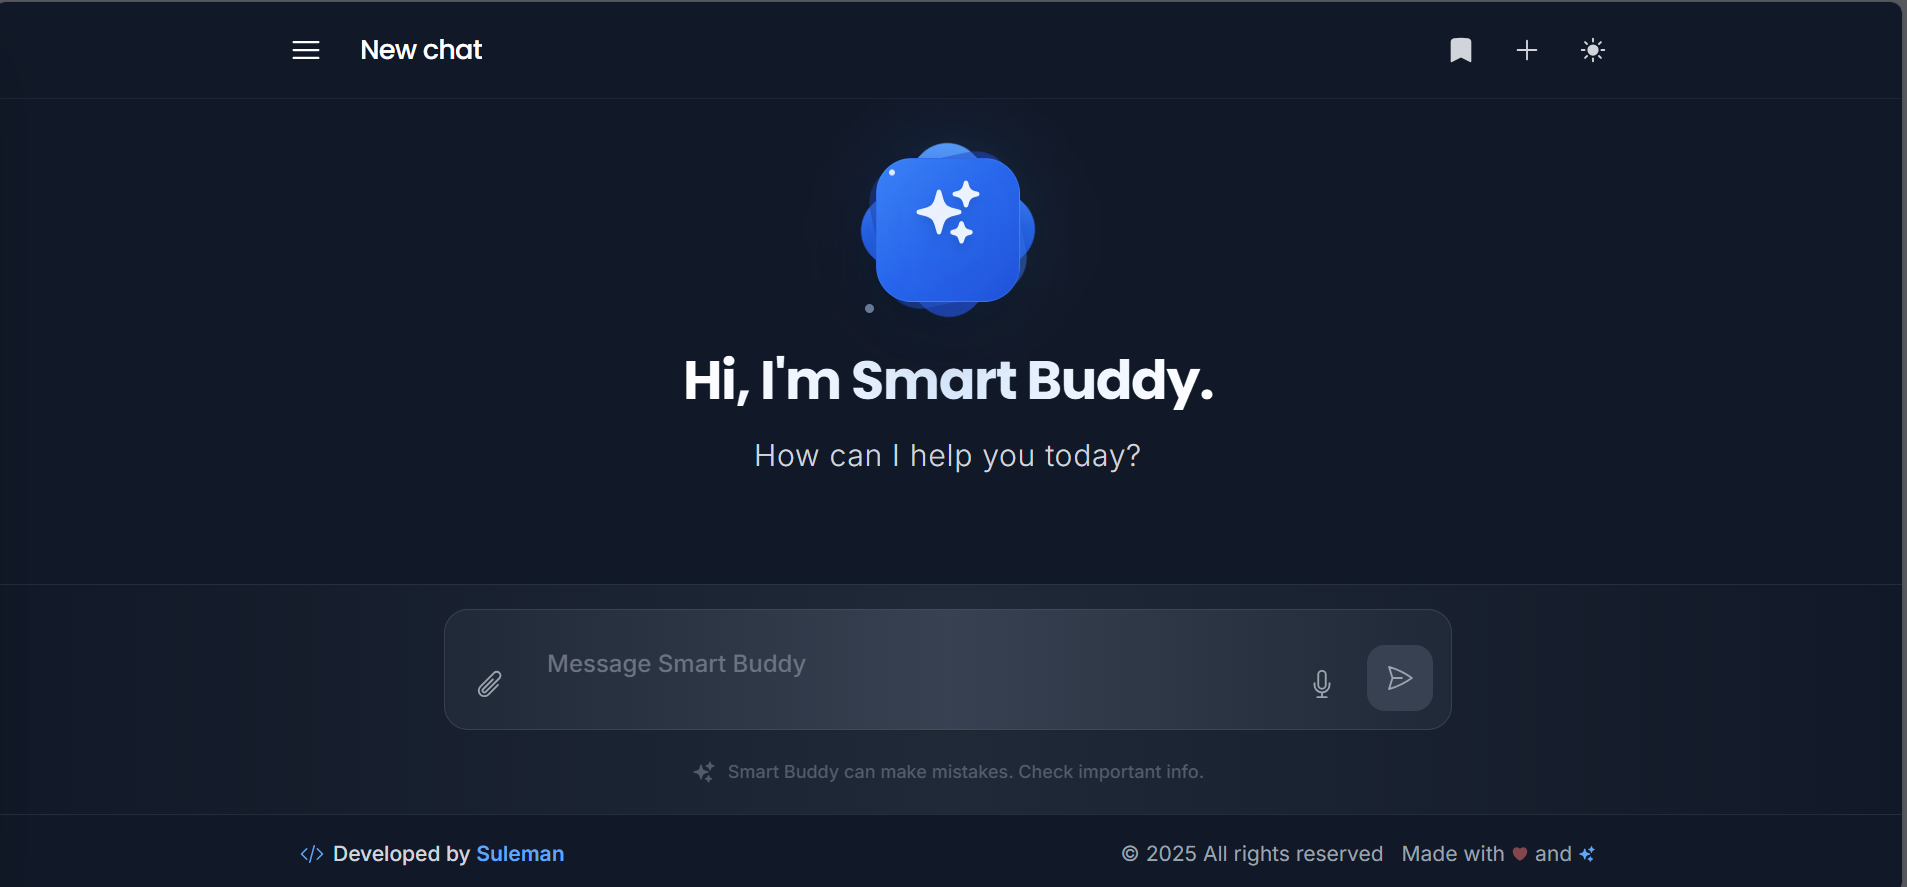 New chat
Hi, I'm Smart Buddy.
How can I help you today?
Message Smart Buddy
Smart Buddy can make mistakes. Check important info.
</> Developed by Suleman
© 2025 All rights reserved Made with ❤ and ✨